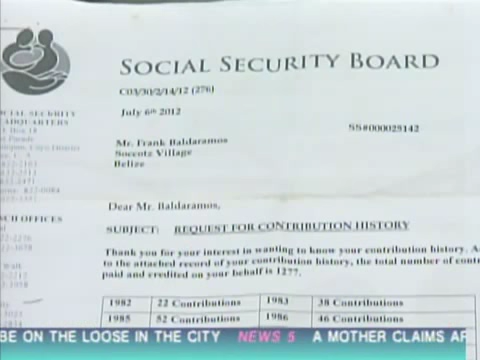 SOCIAL SECURITY BOARD
C03/30/2/14/12 (276)
July 6th 2012
SS#000025142
Mr. Frank Baldaramos
Soccotz Village
Belize
Dear Mr. Baldaramos,
SUBJECT: REQUEST FOR CONTRIBUTION HISTORY
Thank you for your interest in wanting to know your contribution history.
to the attached record of your contribution history, the total number of
paid and credited on your behalf is 1277.
1982 22 Contributions 1983 38 Contributions
1985 52 Contributions 1986 46 Contributions
BE ON THE LOOSE IN THE CITY NEWS 5 A MOTHER CLAIMS